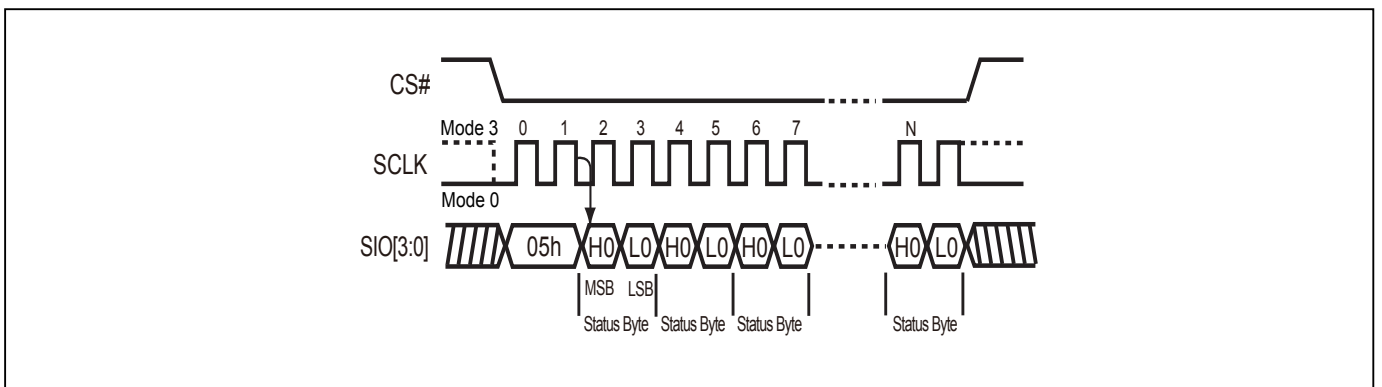 CS#
Mode 3 0 1 2 3 4 5 6 7 N
SCLK
Mode 0
SIO[3:0] 05h H0 L0 H0 L0 H0 L0 H0 L0
MSB LSB
Status Byte Status Byte Status Byte Status Byte